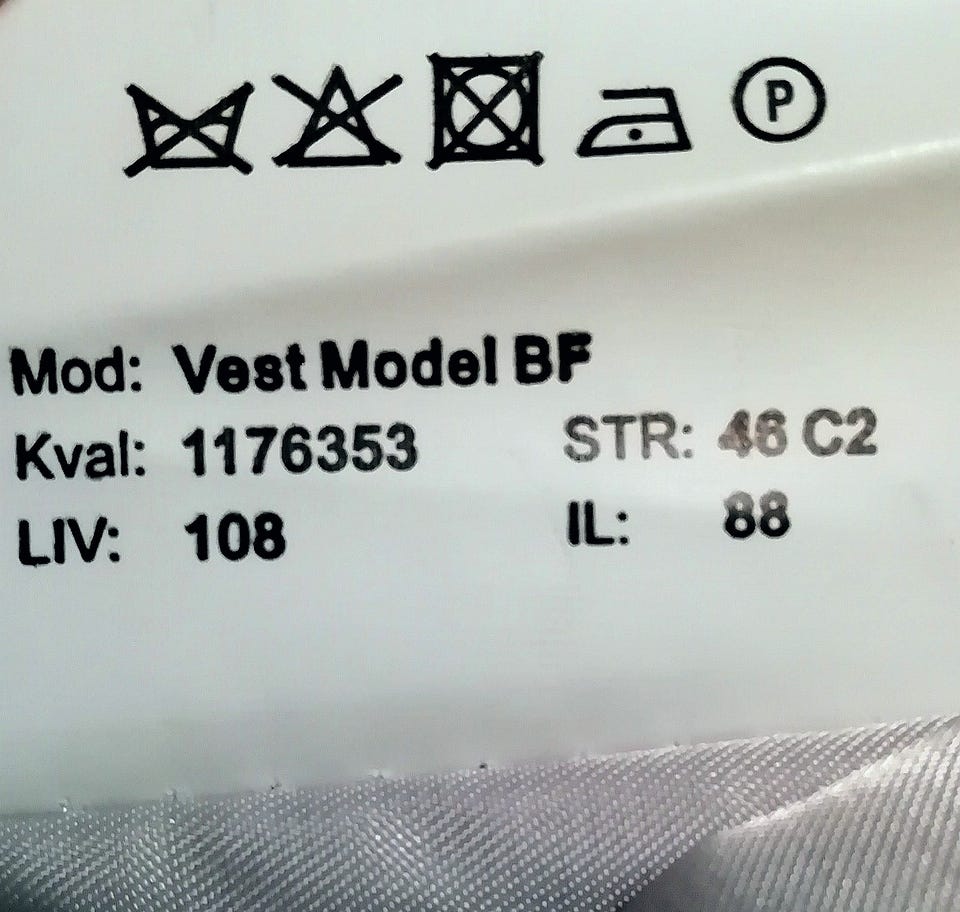 P
Mod: Vest Model BF
Kval: 1176353 STR: 46 C2
LIV: 108 IL: 88